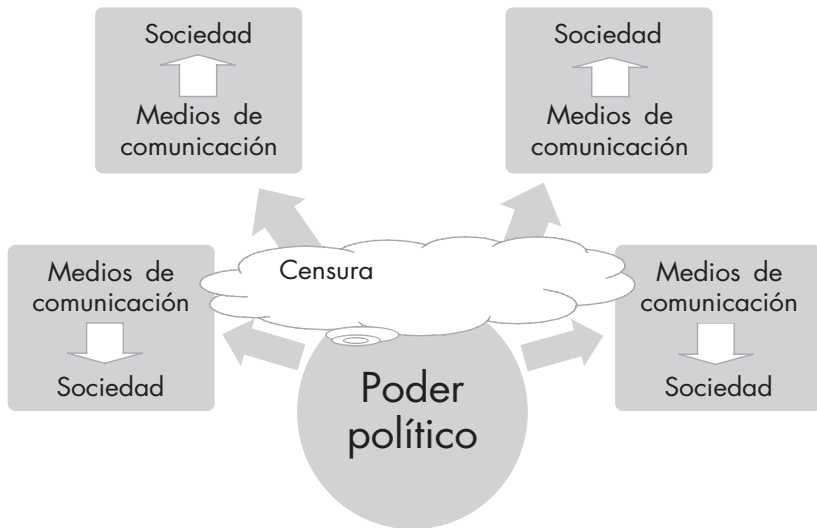 Sociedad
Medios de
comunicación
Sociedad
Medios de
comunicación
Medios de
comunicación
Sociedad
Censura
Medios de
comunicación
Sociedad
Poder
político